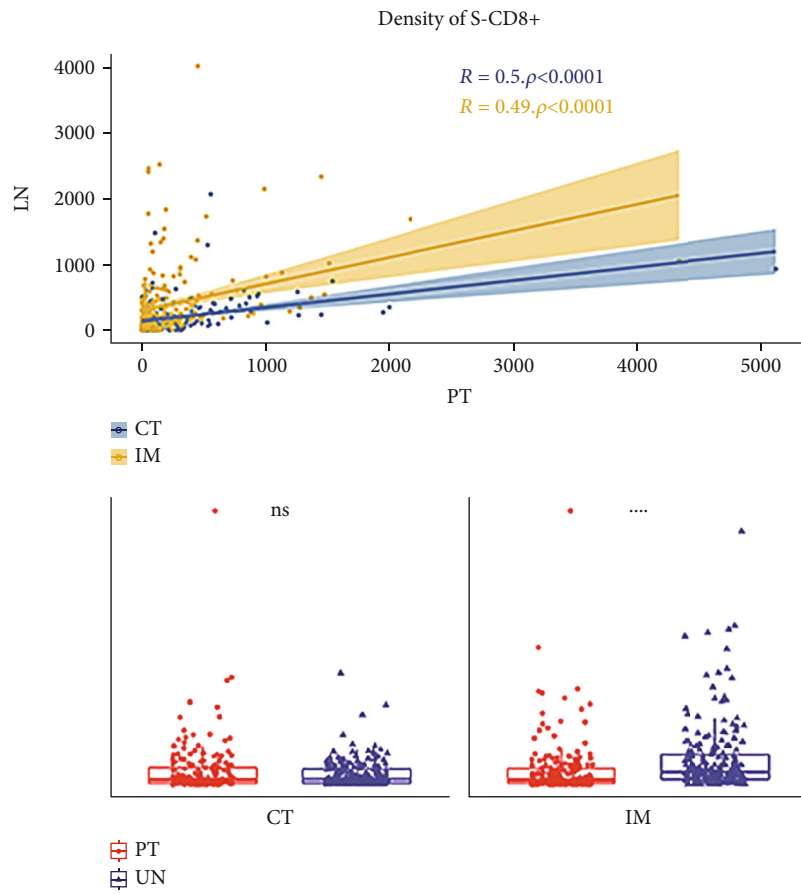 Density of S-CD8+
R = 0.5.ρ<0.0001
R = 0.49.ρ<0.0001
LN
4000
3000
2000
1000
0
0 1000 2000 3000 4000 5000
PT
CT
IM
ns ....
CT IM
PT
UN